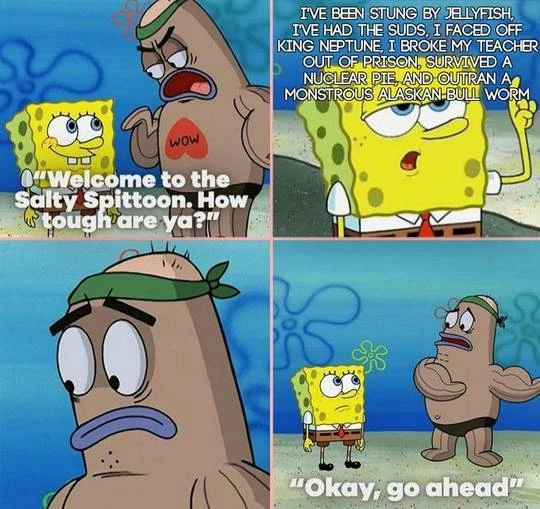 WOW
"Welcome to the
Salty Spittoon. How
tough are ya?"
I'VE BEEN STUNG BY JELLYFISH,
I'VE HAD THE SUDS, I FACED OFF
KING NEPTUNE, I BROKE MY TEACHER
OUT OF PRISON, SURVIVED A
NUCLEAR PIE, AND OUTRAN A
MONSTROUS ALASKAN BULL WORM
"Okay, go ahead"